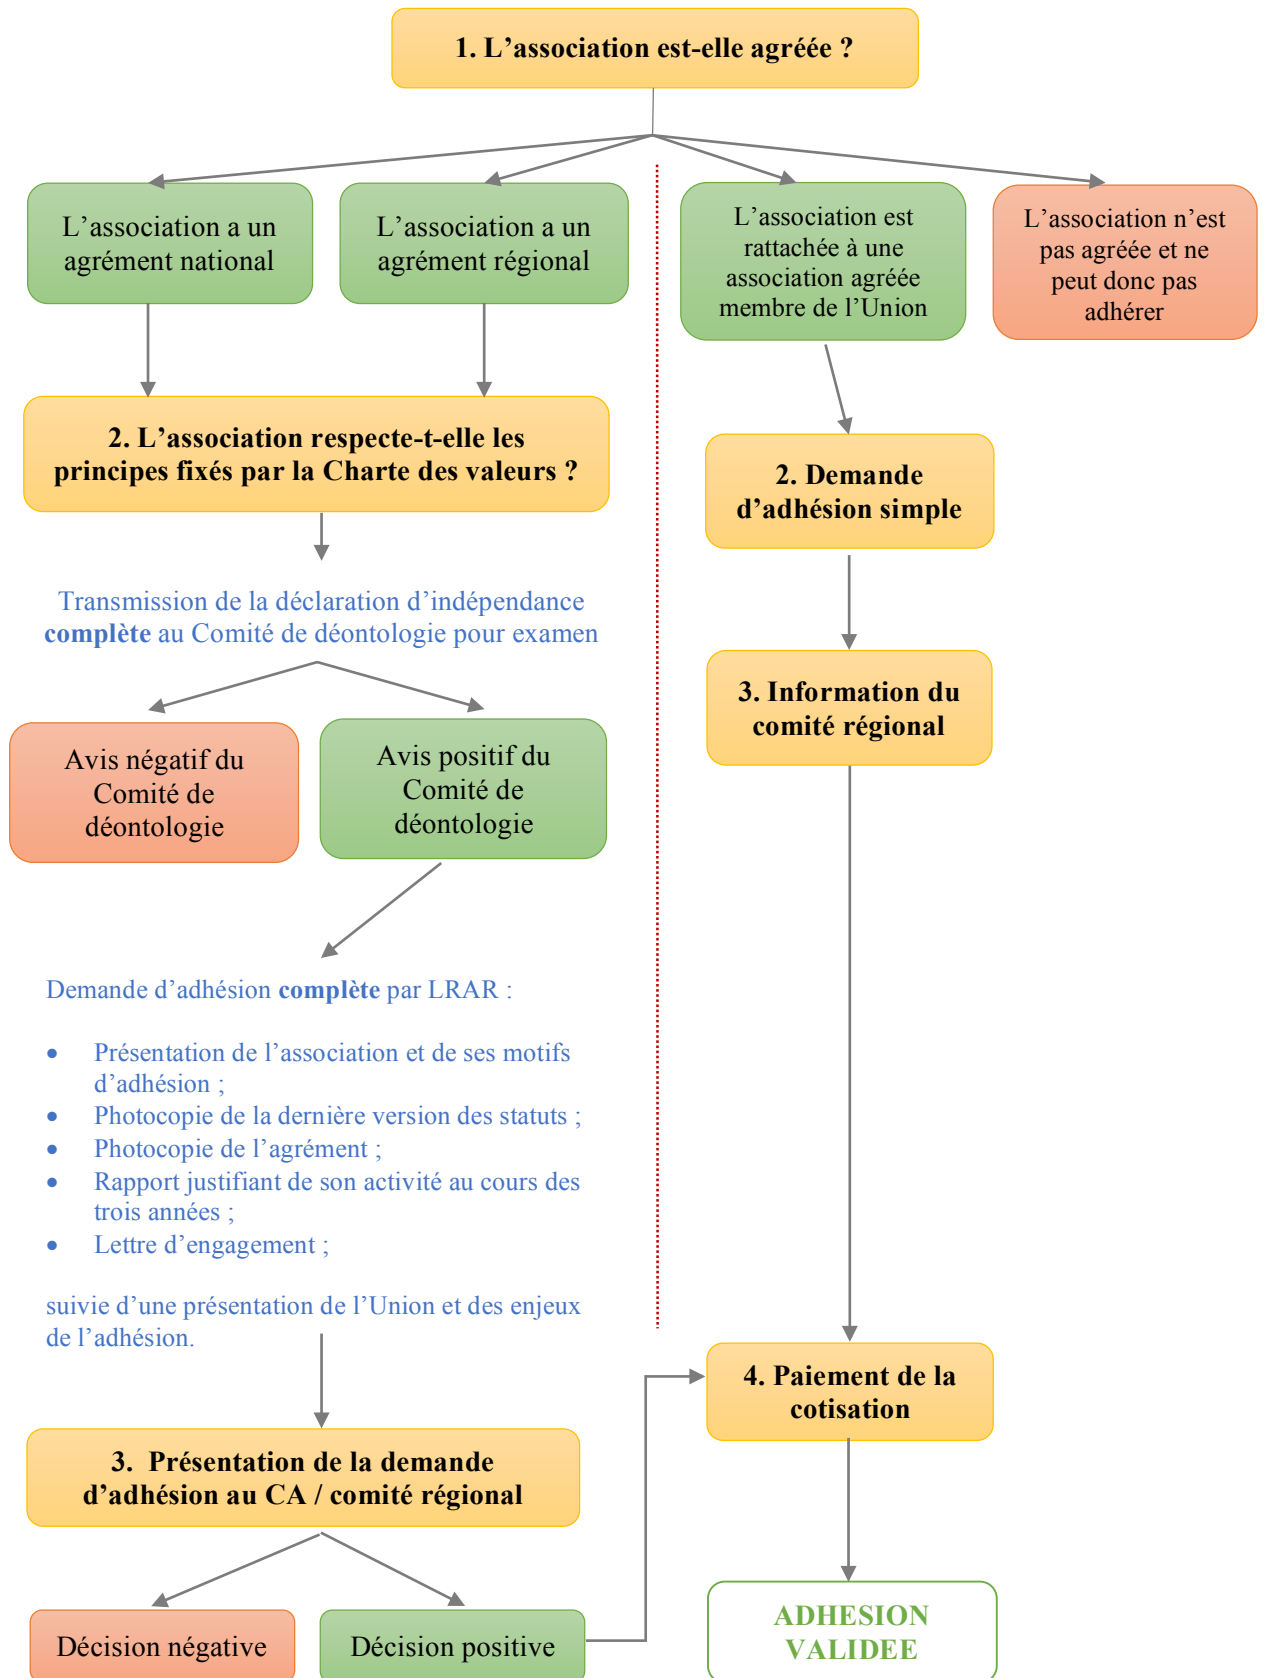 1. L’association est-elle agréée ?
L’association a un
agrément national
L’association a un
agrément régional
L’association est
rattachée à une
association agréée
membre de l’Union
L’association n’est
pas agréée et ne
peut donc pas
adhérer
2. L’association respecte-t-elle les
principes fixés par la Charte des valeurs ?
2. Demande
d’adhésion simple
Transmission de la déclaration d’indépendance
complète au Comité de déontologie pour examen
3. Information du
comité régional
Avis négatif du
Comité de
déontologie
Avis positif du
Comité de
déontologie
Demande d’adhésion complète par LRAR :
• Présentation de l’association et de ses motifs
d’adhésion ;
• Photocopie de la dernière version des statuts ;
• Photocopie de l’agrément ;
• Rapport justifiant de son activité au cours des
trois années ;
• Lettre d’engagement ;
suivie d’une présentation de l’Union et des enjeux
de l’adhésion.
4. Paiement de la
cotisation
3. Présentation de la demande
d’adhésion au CA / comité régional
Décision négative
Décision positive
ADHESION
VALIDEE